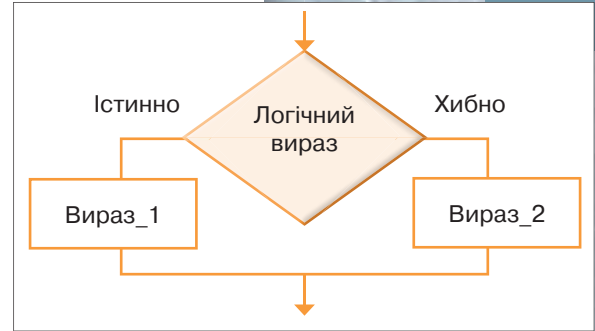 Істинно
Логічний
вираз
Хибно
Вираз_1
Вираз_2